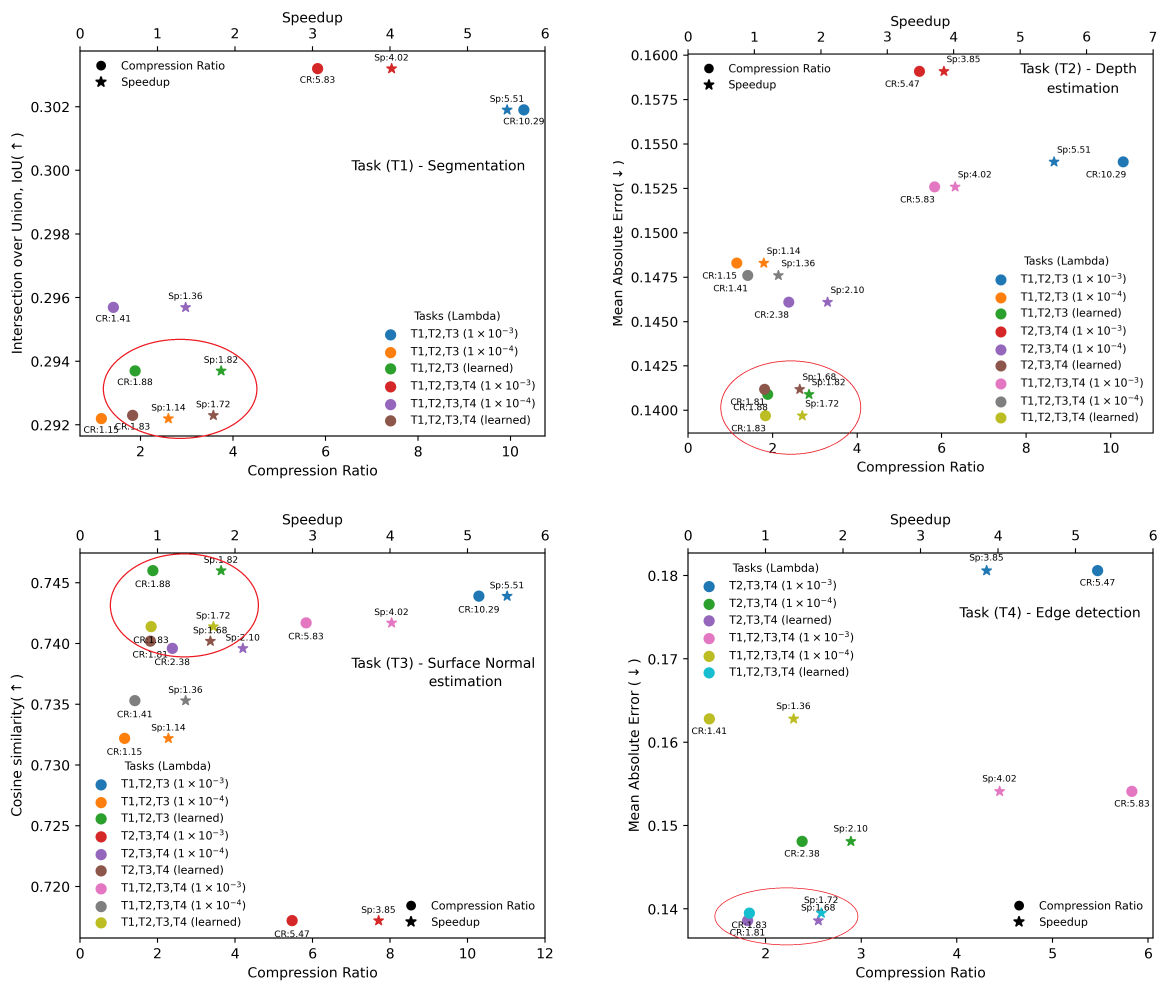 Speedup
0 1 2 3 4 5 6
Compression Ratio
Speedup
Sp:4.02
CR:5.83
Sp:5.51
CR:10.29
Task (T1) - Segmentation
Sp:1.36
CR:1.41
Sp:1.82
CR:1.88
Sp:1.14
Sp:1.72
CR:1.15
CR:1.83
Tasks (Lambda)
T1,T2,T3 (1 × 10⁻³)
T1,T2,T3 (1 × 10⁻⁴)
T1,T2,T3 (learned)
T1,T2,T3,T4 (1 × 10⁻³)
T1,T2,T3,T4 (1 × 10⁻⁴)
T1,T2,T3,T4 (learned)
0.302
0.300
0.298
0.296
0.294
0.292
Intersection over Union, IoU(↑)
2 4 6 8 10
Compression Ratio
Speedup
0 1 2 3 4 5 6 7
Compression Ratio
Speedup
Sp:3.85
CR:5.47
Task (T2) - Depth
estimation
Sp:5.51
CR:10.29
Sp:4.02
CR:5.83
Sp:1.14
CR:1.15
Sp:1.36
CR:1.41
Sp:2.10
CR:2.38
Sp:1.68
Sp:1.82
CR:1.81
CR:1.88
Sp:1.72
CR:1.83
Tasks (Lambda)
T1,T2,T3 (1 × 10⁻³)
T1,T2,T3 (1 × 10⁻⁴)
T1,T2,T3 (learned)
T2,T3,T4 (1 × 10⁻³)
T2,T3,T4 (1 × 10⁻⁴)
T2,T3,T4 (learned)
T1,T2,T3,T4 (1 × 10⁻³)
T1,T2,T3,T4 (1 × 10⁻⁴)
T1,T2,T3,T4 (learned)
0.1600
0.1575
0.1550
0.1525
0.1500
0.1475
0.1450
0.1425
0.1400
Mean Absolute Error(↓)
0 2 4 6 8 10
Compression Ratio
Speedup
0 1 2 3 4 5 6
Sp:1.82
CR:1.88
Sp:5.51
CR:10.29
Sp:1.72
CR:1.83
Sp:1.68
CR:1.81
Sp:2.10
CR:2.38
Sp:4.02
CR:5.83
Task (T3) - Surface Normal
estimation
Sp:1.36
CR:1.41
Sp:1.14
CR:1.15
Tasks (Lambda)
T1,T2,T3 (1 × 10⁻³)
T1,T2,T3 (1 × 10⁻⁴)
T1,T2,T3 (learned)
T2,T3,T4 (1 × 10⁻³)
T2,T3,T4 (1 × 10⁻⁴)
T2,T3,T4 (learned)
T1,T2,T3,T4 (1 × 10⁻³)
T1,T2,T3,T4 (1 × 10⁻⁴)
T1,T2,T3,T4 (learned)
Sp:3.85
CR:5.47
Compression Ratio
Speedup
0.745
0.740
0.735
0.730
0.725
0.720
Cosine similarity(↑)
0 2 4 6 8 10 12
Compression Ratio
Speedup
0 1 2 3 4 5 6
Tasks (Lambda)
T2,T3,T4 (1 × 10⁻³)
T2,T3,T4 (1 × 10⁻⁴)
T2,T3,T4 (learned)
T1,T2,T3,T4 (1 × 10⁻³)
T1,T2,T3,T4 (1 × 10⁻⁴)
T1,T2,T3,T4 (learned)
Sp:3.85
CR:5.47
Task (T4) - Edge detection
Sp:1.36
CR:1.41
Sp:4.02
CR:5.83
Sp:2.10
CR:2.38
Sp:1.72
Sp:1.68
CR:1.83
CR:1.81
Compression Ratio
Speedup
0.18
0.17
0.16
0.15
0.14
Mean Absolute Error (↓)
2 3 4 5 6
Compression Ratio